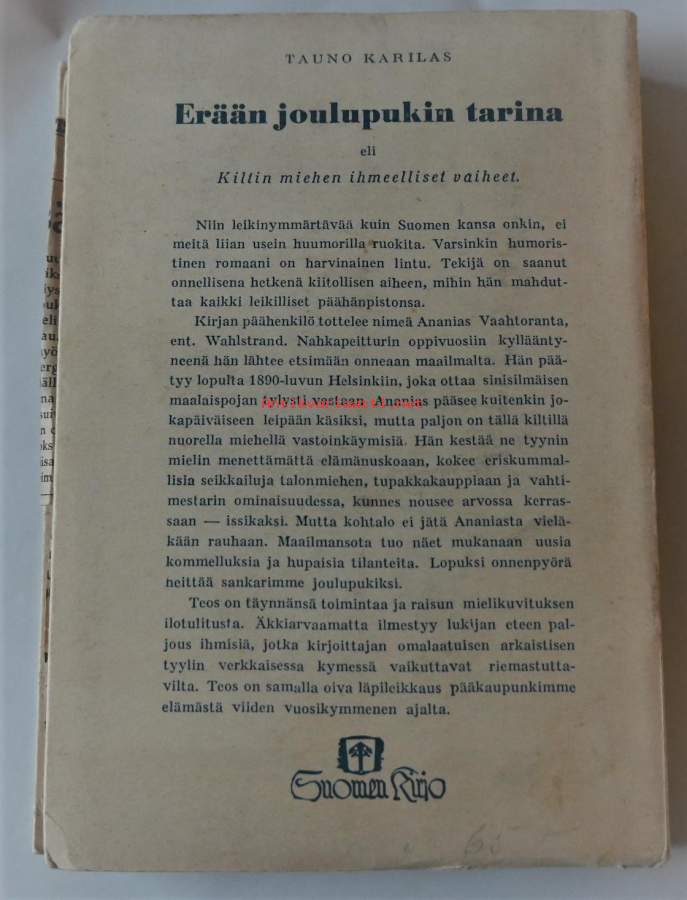 TAUNO KARILAS
Erään joulupukin tarina
eli
Kiltin miehen ihmeelliset vaiheet.
Niin leikinymmärtävää kuin Suomen kansa onkin, ei
meitä liian usein huumorilla ruokita. Varsinkin humoris-
tinen romaani on harvinainen lintu. Tekijä on saanut
onnellisena hetkenä kiitollisen aiheen, mihin hän mahdut-
taa kaikki leikilliset päähänpistonsa.
Kirjan päähenkilö tottelee nimeä Ananias Vaahtoranta,
ent. Wahlstrand. Nahkapeitturin oppivuosiin kyllääntyneenä
neenä hän lähtee etsimään onneaan maailmalta. Hän pää-
tyy lopulta 1890-luvun Helsinkiin, joka ottaa sinisilmäisen
maalaispojan tylysti vastaan Ananias pääsee kuitenkin jo-
kapäiväiseen leipään käsiksi, mutta paljon on tällä kiltillä
nuorella miehellä vastoinkäymisiä. Hän kestää ne tyynin
mielin menettämättä elämänuskoaan, kokee eriskummal-
lisia seikkailuja talonmiehen, tupakkakauppiaan ja vahti-
mestarin ominaisuudessa, kunnes nousee arvossa kerras-
saan — issikaksi. Mutta kohtalo ei jätä Ananiasta vielä-
kään rauhaan. Maailmansota tuo näet mukanaan uusia
kommelluksia ja hupaisia tilanteita. Lopuksi onnenpyörä
heittää sankarimme joulupukiksi.
Teos on täynnänsä toimintaa ja raisun mielikuvituksen
ilotulitusta. Äkkiarvaamatta ilmestyy lukijan eteen pal-
jous ihmisiä, jotka kirjoittajan omalaatuisen arkaistisen
tyylin verkkaisessa kymessä vaikuttavat riemastutta-
vilta. Teos on samalla oiva läpileikkaus pääkaupunkimme
elämästä viiden vuosikymmenen ajalta.
Suomen Kirjo